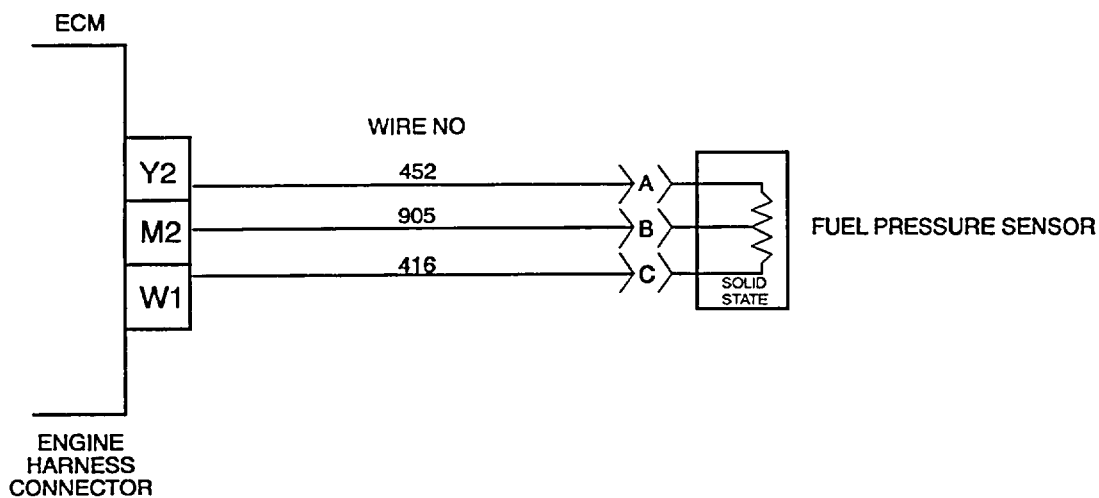 ECM
WIRE NO
Y2
452
A
M2
905
B
FUEL PRESSURE SENSOR
W1
416
C
SOLID
STATE
ENGINE
HARNESS
CONNECTOR